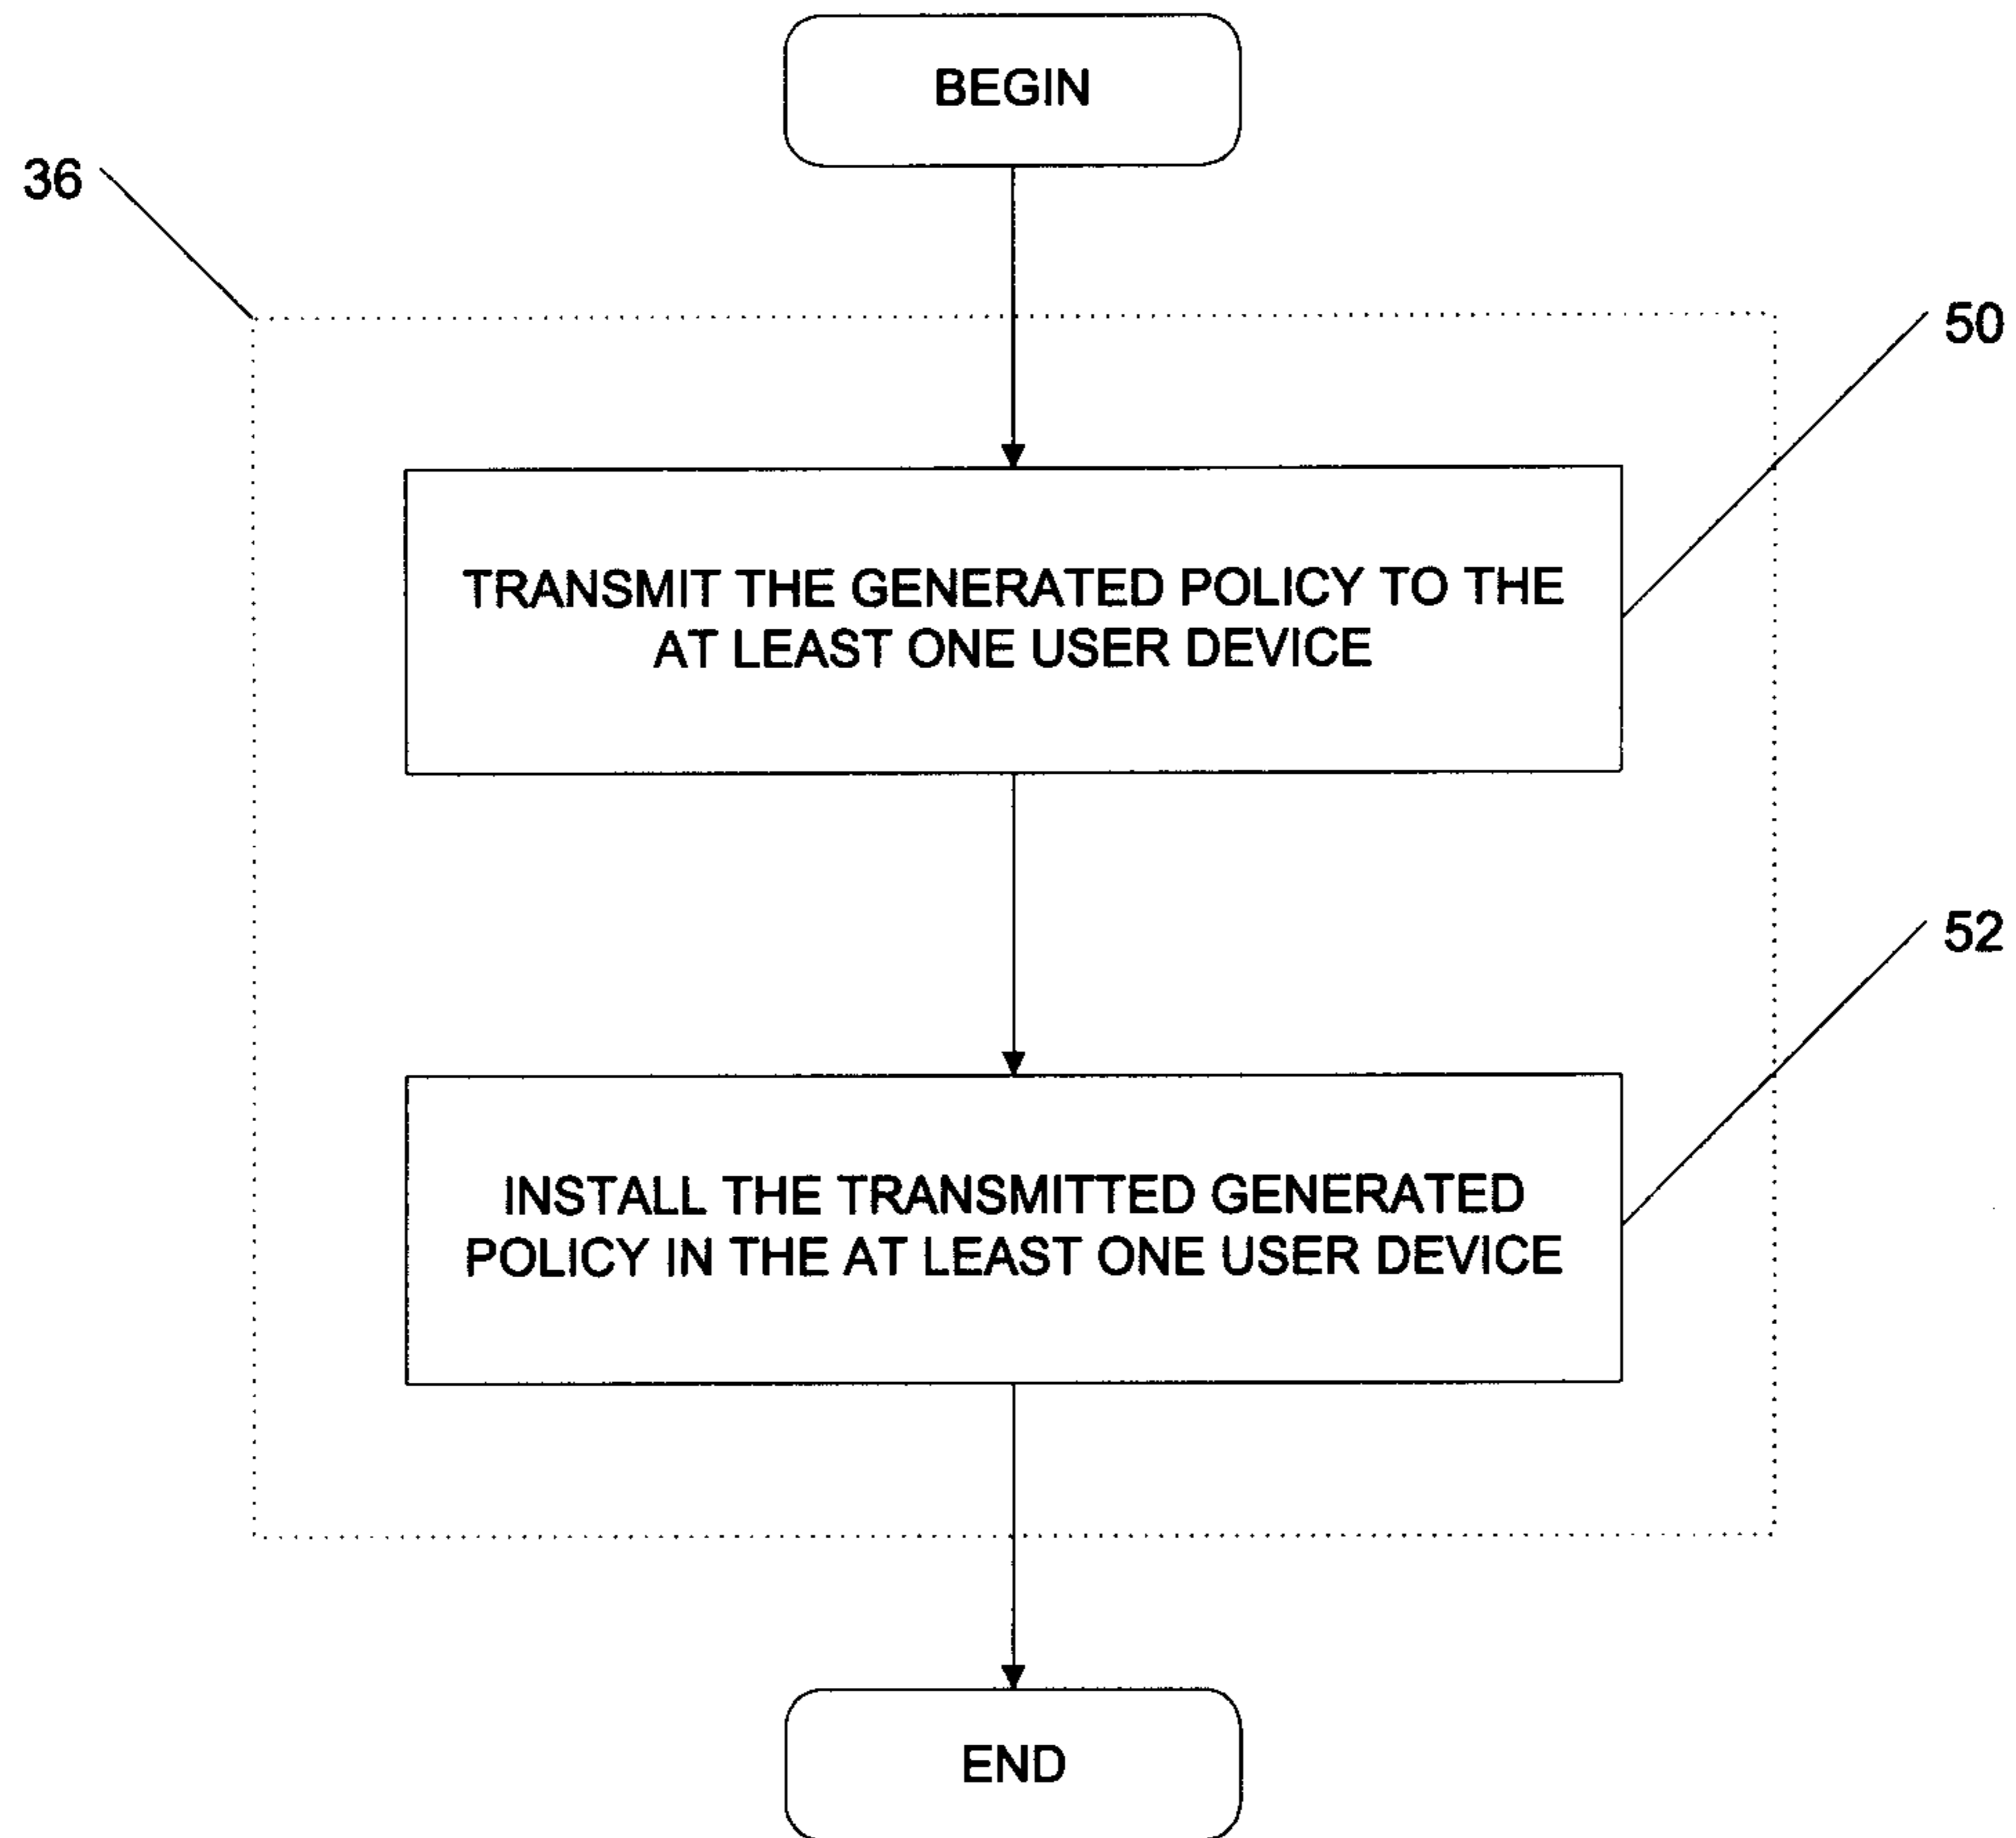 BEGIN
36
50
TRANSMIT THE GENERATED POLICY TO THE
AT LEAST ONE USER DEVICE
52
INSTALL THE TRANSMITTED GENERATED
POLICY IN THE AT LEAST ONE USER DEVICE
END